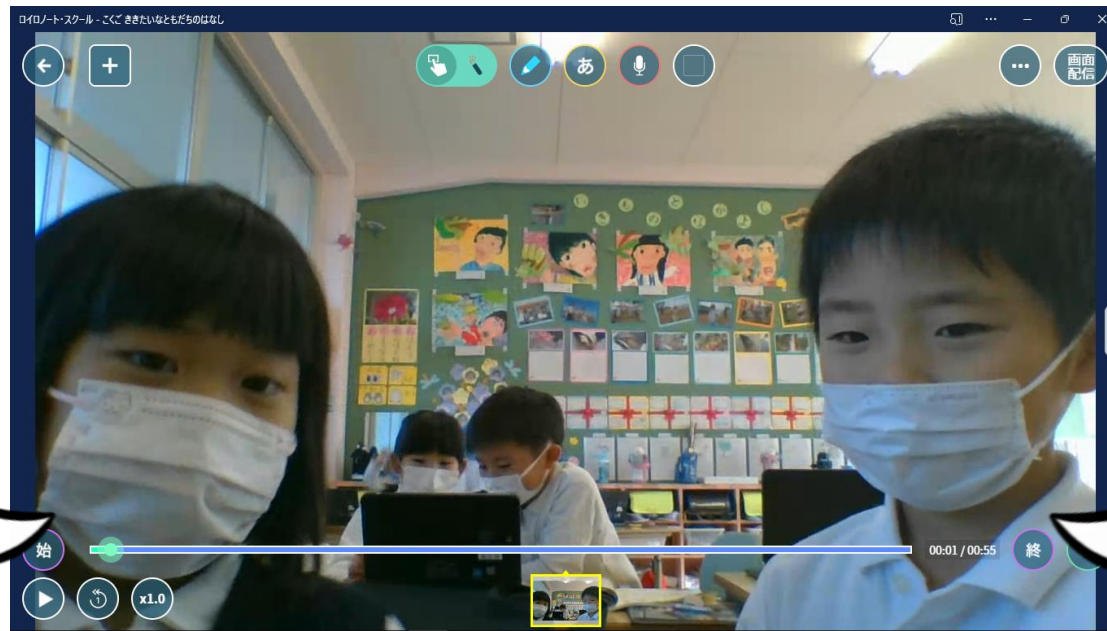 ロイロノート・スクール - こくご ききたいなともだちのはなし
あ
画面
配信
始
00:01 / 00:55
終
1
x1.0